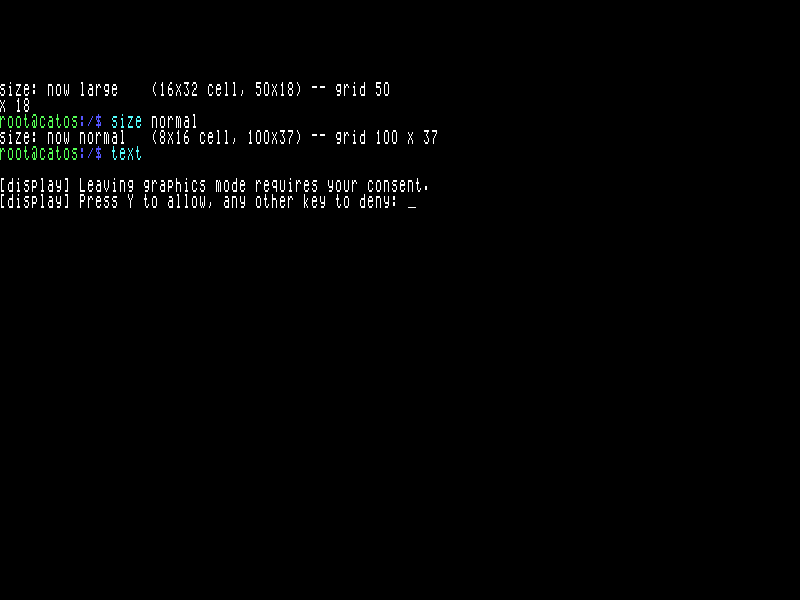 size: now large    (16x32 cell, 50x18) -- grid 50
x 18
root@catos:/$ size normal
size: now normal   (8x16 cell, 100x37) -- grid 100 x 37
root@catos:/$ text

[display] Leaving graphics mode requires your consent.
[display] Press Y to allow, any other key to deny: _